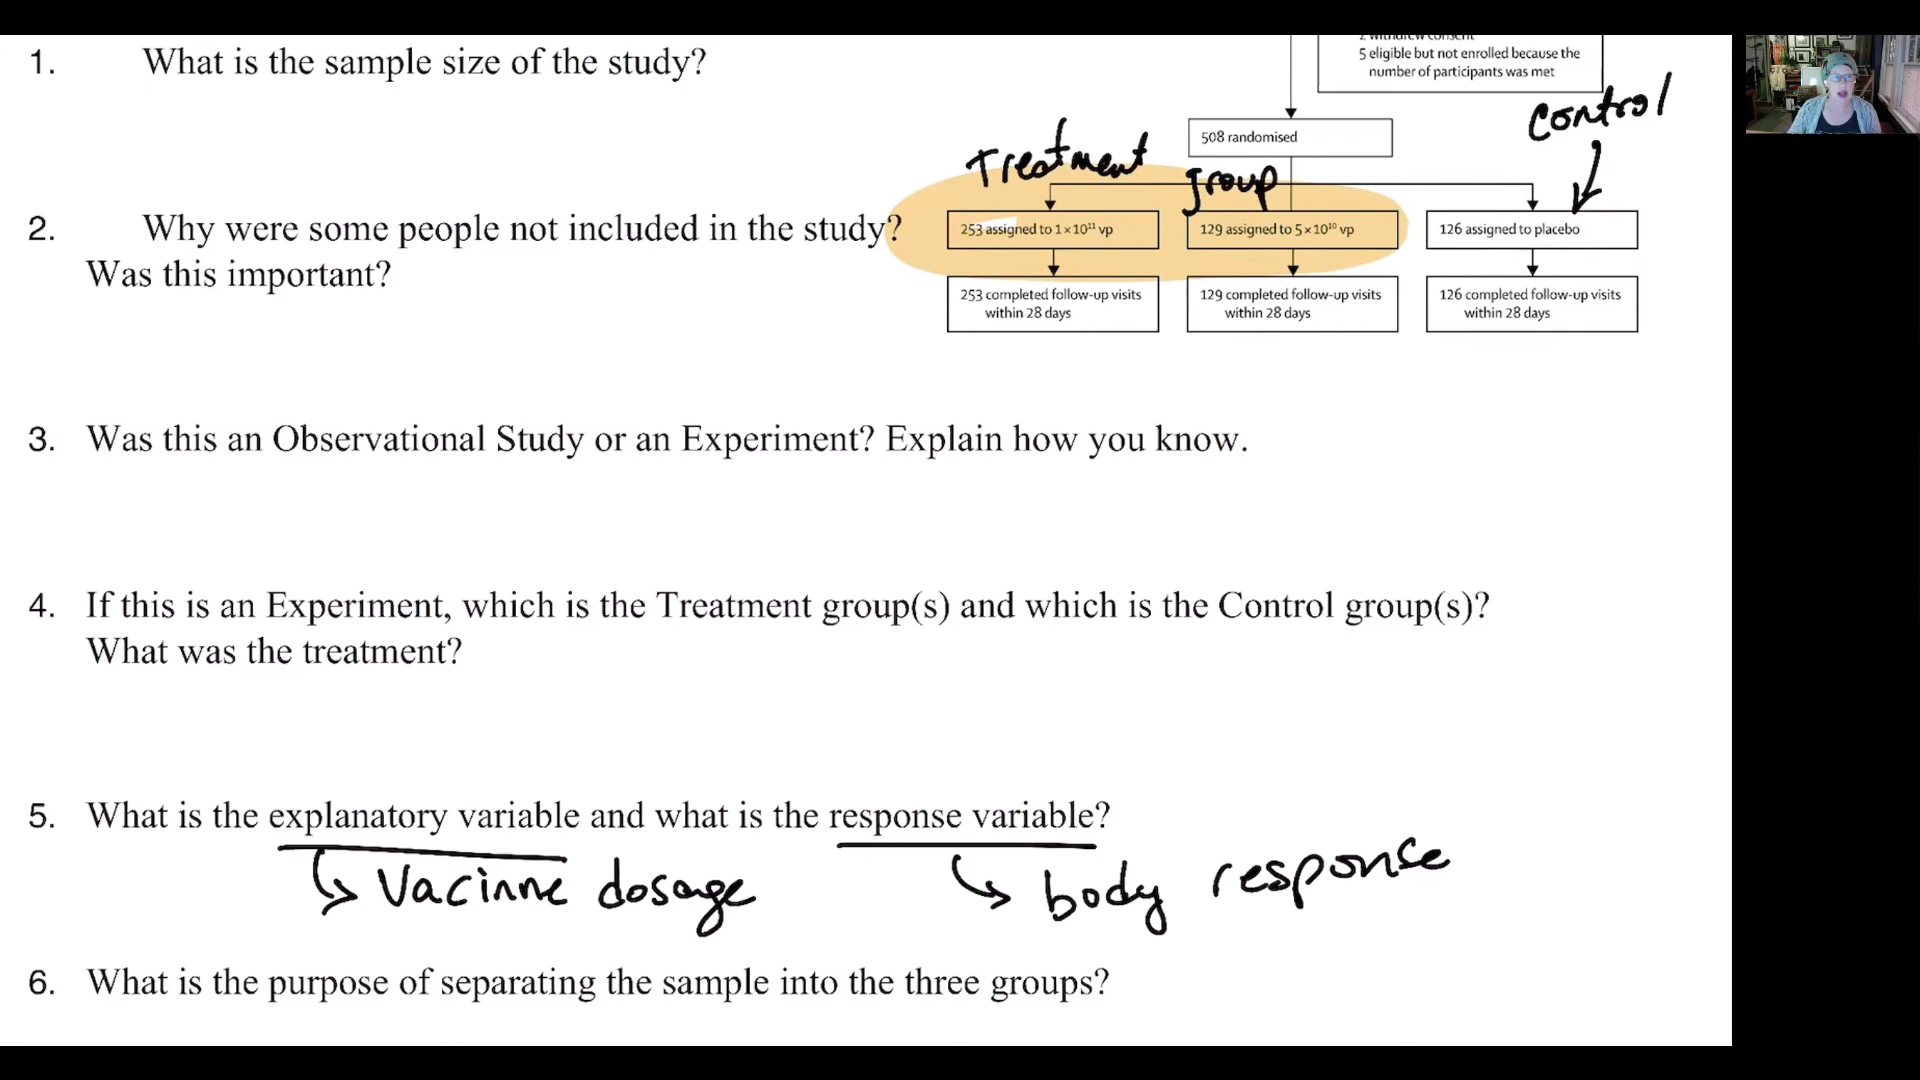 1. What is the sample size of the study?
2 withdrew consent
5 eligible but not enrolled because the
number of participants was met
control
508 randomised
Treatment group
253 assigned to 1×10¹¹ vp
129 assigned to 5×10¹⁰ vp
126 assigned to placebo
253 completed follow-up visits
within 28 days
129 completed follow-up visits
within 28 days
126 completed follow-up visits
within 28 days
2. Why were some people not included in the study?
Was this important?
3. Was this an Observational Study or an Experiment? Explain how you know.
4. If this is an Experiment, which is the Treatment group(s) and which is the Control group(s)?
What was the treatment?
5. What is the explanatory variable and what is the response variable?
Vacinne dosage
body response
6. What is the purpose of separating the sample into the three groups?